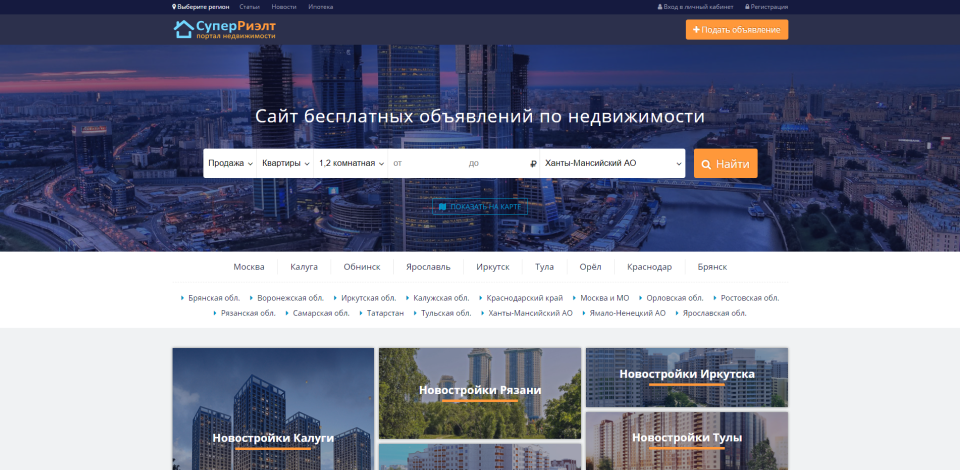 Выберите регион Статьи Новости Ипотека Вход в личный кабинет Регистрация
СуперРиэлт
портал недвижимости
Подать объявление
Сайт бесплатных объявлений по недвижимости
Продажа Квартиры 1,2 комнатная от до ₽ Ханты-Мансийский АО Найти
ПОКАЗАТЬ НА КАРТЕ
Москва Калуга Обнинск Ярославль Иркутск Тула Орёл Краснодар Брянск
Брянская обл. Воронежская обл. Иркутская обл. Калужская обл. Краснодарский край Москва и МО Орловская обл. Ростовская обл.
Рязанская обл. Самарская обл. Татарстан Тульская обл. Ханты-Мансийский АО Ямало-Ненецкий АО Ярославская обл.
Новостройки Калуги
Новостройки Рязани
Новостройки Иркутска
Новостройки Тулы